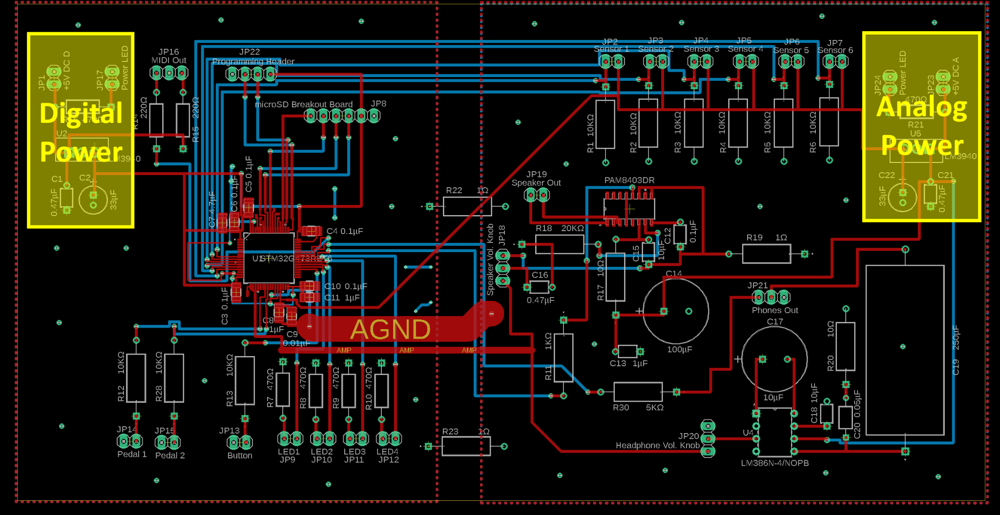 Digital
Power
Analog
Power
JP1
+5V DC D
JP17
Power LED
U2
C1
0.47µF
C2
33µF
JP16
MIDI Out
220Ω
R14
220Ω
R15
JP22
Programming Header
microSD Breakout Board
JP8
C5 0.1µF
C6 0.1µF
C7 4.7µF
C4 0.1µF
U1
C10 0.1µF
C11 1µF
C3 0.1µF
C8
C9
0.01µF
AGND
AMP
AMP
AMP
R22
1Ω
R23
1Ω
10KΩ
R12
10KΩ
R28
10KΩ
R13
470Ω
R7
470Ω
R8
470Ω
R9
470Ω
R10
JP14
Pedal 1
JP15
Pedal 2
JP13
Button
LED1
JP9
LED2
JP10
LED3
JP11
LED4
JP12
JP2
Sensor 1
JP3
Sensor 2
JP4
Sensor 3
JP5
Sensor 4
JP6
Sensor 5
JP7
Sensor 6
10KΩ
R1
10KΩ
R2
10KΩ
R3
10KΩ
R4
10KΩ
R5
10KΩ
R6
JP24
Power LED
JP23
+5V DC A
470Ω
R21
U5
LM3940
C22
33µF
C21
0.47µF
JP19
Speaker Out
PAM8403DR
JP18
Speaker Vol. Knob
R18
20KΩ
C16
0.47µF
C12
0.1µF
C15
10µF
R17
10Ω
R19
1Ω
C14
100µF
C13
1µF
1KΩ
R11
R30
5KΩ
JP21
Phones Out
C17
10µF
10Ω
R20
C18 10µF
C20 0.05µF
C19
250µF
JP20
Headphone Vol. Knob
U4
LM386N-4/NOPB